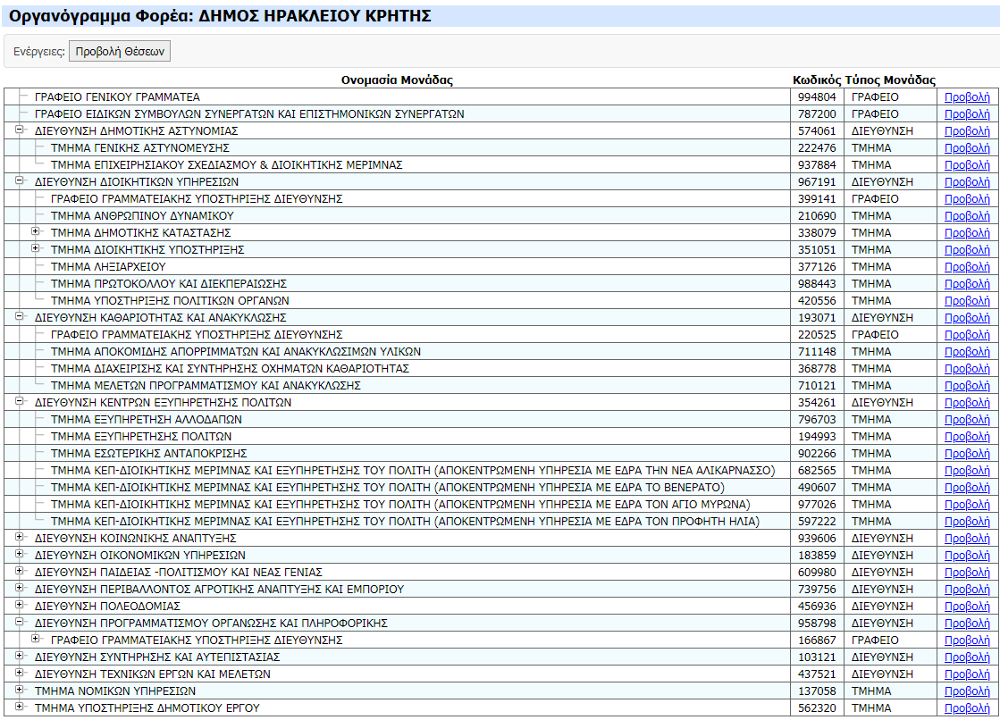 Οργανόγραμμα Φορέα: ΔΗΜΟΣ ΗΡΑΚΛΕΙΟΥ ΚΡΗΤΗΣ
Ενέργειες: Προβολή Θέσεων
Ονομασία Μονάδας Κωδικός Τύπος Μονάδας
ΓΡΑΦΕΙΟ ΓΕΝΙΚΟΥ ΓΡΑΜΜΑΤΕΑ 994804 ΓΡΑΦΕΙΟ Προβολή
ΓΡΑΦΕΙΟ ΕΙΔΙΚΩΝ ΣΥΜΒΟΥΛΩΝ ΣΥΝΕΡΓΑΤΩΝ ΚΑΙ ΕΠΙΣΤΗΜΟΝΙΚΩΝ ΣΥΝΕΡΓΑΤΩΝ 787200 ΓΡΑΦΕΙΟ Προβολή
ΔΙΕΥΘΥΝΣΗ ΔΗΜΟΤΙΚΗΣ ΑΣΤΥΝΟΜΙΑΣ 574061 ΔΙΕΥΘΥΝΣΗ Προβολή
ΤΜΗΜΑ ΓΕΝΙΚΗΣ ΑΣΤΥΝΟΜΕΥΣΗΣ 222476 ΤΜΗΜΑ Προβολή
ΤΜΗΜΑ ΕΠΙΧΕΙΡΗΣΙΑΚΟΥ ΣΧΕΔΙΑΣΜΟΥ & ΔΙΟΙΚΗΤΙΚΗΣ ΜΕΡΙΜΝΑΣ 937884 ΤΜΗΜΑ Προβολή
ΔΙΕΥΘΥΝΣΗ ΔΙΟΙΚΗΤΙΚΩΝ ΥΠΗΡΕΣΙΩΝ 967191 ΔΙΕΥΘΥΝΣΗ Προβολή
ΓΡΑΦΕΙΟ ΓΡΑΜΜΑΤΕΙΑΚΗΣ ΥΠΟΣΤΗΡΙΞΗΣ ΔΙΕΥΘΥΝΣΗΣ 399141 ΓΡΑΦΕΙΟ Προβολή
ΤΜΗΜΑ ΑΝΘΡΩΠΙΝΟΥ ΔΥΝΑΜΙΚΟΥ 210690 ΤΜΗΜΑ Προβολή
ΤΜΗΜΑ ΔΗΜΟΤΙΚΗΣ ΚΑΤΑΣΤΑΣΗΣ 338079 ΤΜΗΜΑ Προβολή
ΤΜΗΜΑ ΔΙΟΙΚΗΤΙΚΗΣ ΥΠΟΣΤΗΡΙΞΗΣ 351051 ΤΜΗΜΑ Προβολή
ΤΜΗΜΑ ΛΗΞΙΑΡΧΕΙΟΥ 377126 ΤΜΗΜΑ Προβολή
ΤΜΗΜΑ ΠΡΩΤΟΚΟΛΛΟΥ ΚΑΙ ΔΙΕΚΠΕΡΑΙΩΣΗΣ 988443 ΤΜΗΜΑ Προβολή
ΤΜΗΜΑ ΥΠΟΣΤΗΡΙΞΗΣ ΠΟΛΙΤΙΚΩΝ ΟΡΓΑΝΩΝ 420556 ΤΜΗΜΑ Προβολή
ΔΙΕΥΘΥΝΣΗ ΚΑΘΑΡΙΟΤΗΤΑΣ ΚΑΙ ΑΝΑΚΥΚΛΩΣΗΣ 193071 ΔΙΕΥΘΥΝΣΗ Προβολή
ΓΡΑΦΕΙΟ ΓΡΑΜΜΑΤΕΙΑΚΗΣ ΥΠΟΣΤΗΡΙΞΗΣ ΔΙΕΥΘΥΝΣΗΣ 220525 ΓΡΑΦΕΙΟ Προβολή
ΤΜΗΜΑ ΑΠΟΚΟΜΙΔΗΣ ΑΠΟΡΡΙΜΜΑΤΩΝ ΚΑΙ ΑΝΑΚΥΚΛΩΣΙΜΩΝ ΥΛΙΚΩΝ 711148 ΤΜΗΜΑ Προβολή
ΤΜΗΜΑ ΔΙΑΧΕΙΡΙΣΗΣ ΚΑΙ ΣΥΝΤΗΡΗΣΗΣ ΟΧΗΜΑΤΩΝ ΚΑΘΑΡΙΟΤΗΤΑΣ 368778 ΤΜΗΜΑ Προβολή
ΤΜΗΜΑ ΜΕΛΕΤΩΝ ΠΡΟΓΡΑΜΜΑΤΙΣΜΟΥ ΚΑΙ ΑΝΑΚΥΚΛΩΣΗΣ 710121 ΤΜΗΜΑ Προβολή
ΔΙΕΥΘΥΝΣΗ ΚΕΝΤΡΩΝ ΕΞΥΠΗΡΕΤΗΣΗΣ ΠΟΛΙΤΩΝ 354261 ΔΙΕΥΘΥΝΣΗ Προβολή
ΤΜΗΜΑ ΕΞΥΠΗΡΕΤΗΣΗ ΑΛΛΟΔΑΠΩΝ 796703 ΤΜΗΜΑ Προβολή
ΤΜΗΜΑ ΕΞΥΠΗΡΕΤΗΣΗΣ ΠΟΛΙΤΩΝ 194993 ΤΜΗΜΑ Προβολή
ΤΜΗΜΑ ΕΣΩΤΕΡΙΚΗΣ ΑΝΤΑΠΟΚΡΙΣΗΣ 902266 ΤΜΗΜΑ Προβολή
ΤΜΗΜΑ ΚΕΠ-ΔΙΟΙΚΗΤΙΚΗΣ ΜΕΡΙΜΝΑΣ ΚΑΙ ΕΞΥΠΗΡΕΤΗΣΗΣ ΤΟΥ ΠΟΛΙΤΗ (ΑΠΟΚΕΝΤΡΩΜΕΝΗ ΥΠΗΡΕΣΙΑ ΜΕ ΕΔΡΑ ΤΗΝ ΝΕΑ ΑΛΙΚΑΡΝΑΣΣΟ) 682565 ΤΜΗΜΑ Προβολή
ΤΜΗΜΑ ΚΕΠ-ΔΙΟΙΚΗΤΙΚΗΣ ΜΕΡΙΜΝΑΣ ΚΑΙ ΕΞΥΠΗΡΕΤΗΣΗΣ ΤΟΥ ΠΟΛΙΤΗ (ΑΠΟΚΕΝΤΡΩΜΕΝΗ ΥΠΗΡΕΣΙΑ ΜΕ ΕΔΡΑ ΤΟ ΒΕΝΕΡΑΤΟ) 490607 ΤΜΗΜΑ Προβολή
ΤΜΗΜΑ ΚΕΠ-ΔΙΟΙΚΗΤΙΚΗΣ ΜΕΡΙΜΝΑΣ ΚΑΙ ΕΞΥΠΗΡΕΤΗΣΗΣ ΤΟΥ ΠΟΛΙΤΗ (ΑΠΟΚΕΝΤΡΩΜΕΝΗ ΥΠΗΡΕΣΙΑ ΜΕ ΕΔΡΑ ΤΟΝ ΑΓΙΟ ΜΥΡΩΝΑ) 977026 ΤΜΗΜΑ Προβολή
ΤΜΗΜΑ ΚΕΠ-ΔΙΟΙΚΗΤΙΚΗΣ ΜΕΡΙΜΝΑΣ ΚΑΙ ΕΞΥΠΗΡΕΤΗΣΗΣ ΤΟΥ ΠΟΛΙΤΗ (ΑΠΟΚΕΝΤΡΩΜΕΝΗ ΥΠΗΡΕΣΙΑ ΜΕ ΕΔΡΑ ΤΟΝ ΠΡΟΦΗΤΗ ΗΛΙΑ) 597222 ΤΜΗΜΑ Προβολή
ΔΙΕΥΘΥΝΣΗ ΚΟΙΝΩΝΙΚΗΣ ΑΝΑΠΤΥΞΗΣ 939606 ΔΙΕΥΘΥΝΣΗ Προβολή
ΔΙΕΥΘΥΝΣΗ ΟΙΚΟΝΟΜΙΚΩΝ ΥΠΗΡΕΣΙΩΝ 183859 ΔΙΕΥΘΥΝΣΗ Προβολή
ΔΙΕΥΘΥΝΣΗ ΠΑΙΔΕΙΑΣ -ΠΟΛΙΤΙΣΜΟΥ ΚΑΙ ΝΕΑΣ ΓΕΝΙΑΣ 609980 ΔΙΕΥΘΥΝΣΗ Προβολή
ΔΙΕΥΘΥΝΣΗ ΠΕΡΙΒΑΛΛΟΝΤΟΣ ΑΓΡΟΤΙΚΗΣ ΑΝΑΠΤΥΞΗΣ ΚΑΙ ΕΜΠΟΡΙΟΥ 739756 ΔΙΕΥΘΥΝΣΗ Προβολή
ΔΙΕΥΘΥΝΣΗ ΠΟΛΕΟΔΟΜΙΑΣ 456936 ΔΙΕΥΘΥΝΣΗ Προβολή
ΔΙΕΥΘΥΝΣΗ ΠΡΟΓΡΑΜΜΑΤΙΣΜΟΥ ΟΡΓΑΝΩΣΗΣ ΚΑΙ ΠΛΗΡΟΦΟΡΙΚΗΣ 958798 ΔΙΕΥΘΥΝΣΗ Προβολή
ΓΡΑΦΕΙΟ ΓΡΑΜΜΑΤΕΙΑΚΗΣ ΥΠΟΣΤΗΡΙΞΗΣ ΔΙΕΥΘΥΝΣΗΣ 166867 ΓΡΑΦΕΙΟ Προβολή
ΔΙΕΥΘΥΝΣΗ ΣΥΝΤΗΡΗΣΗΣ ΚΑΙ ΑΥΤΕΠΙΣΤΑΣΙΑΣ 103121 ΔΙΕΥΘΥΝΣΗ Προβολή
ΔΙΕΥΘΥΝΣΗ ΤΕΧΝΙΚΩΝ ΕΡΓΩΝ ΚΑΙ ΜΕΛΕΤΩΝ 437521 ΔΙΕΥΘΥΝΣΗ Προβολή
ΤΜΗΜΑ ΝΟΜΙΚΩΝ ΥΠΗΡΕΣΙΩΝ 137058 ΤΜΗΜΑ Προβολή
ΤΜΗΜΑ ΥΠΟΣΤΗΡΙΞΗΣ ΔΗΜΟΤΙΚΟΥ ΕΡΓΟΥ 562320 ΤΜΗΜΑ Προβολή